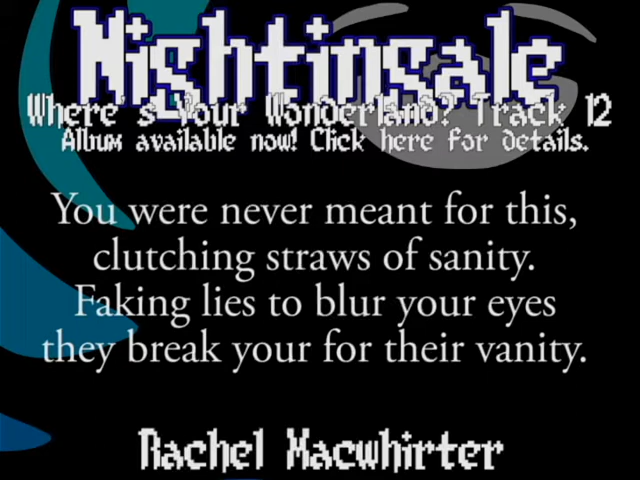 Nightingale
Where's Your Wonderland? Track 12
Album available now! Click here for details.
You were never meant for this,
clutching straws of sanity.
Faking lies to blur your eyes
they break your for their vanity.
Rachel Macwhirter